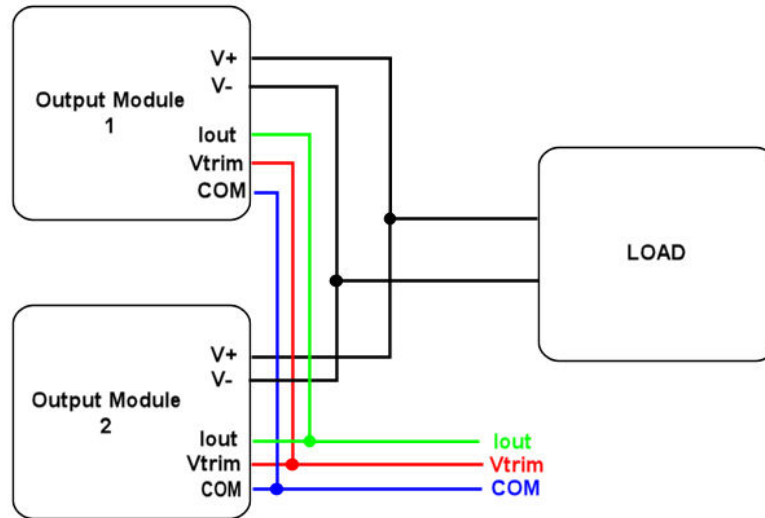 V+
V-
Output Module
1
Iout
Vtrim
COM
LOAD
V+
V-
Output Module
2
Iout
Vtrim
COM
Iout
Vtrim
COM